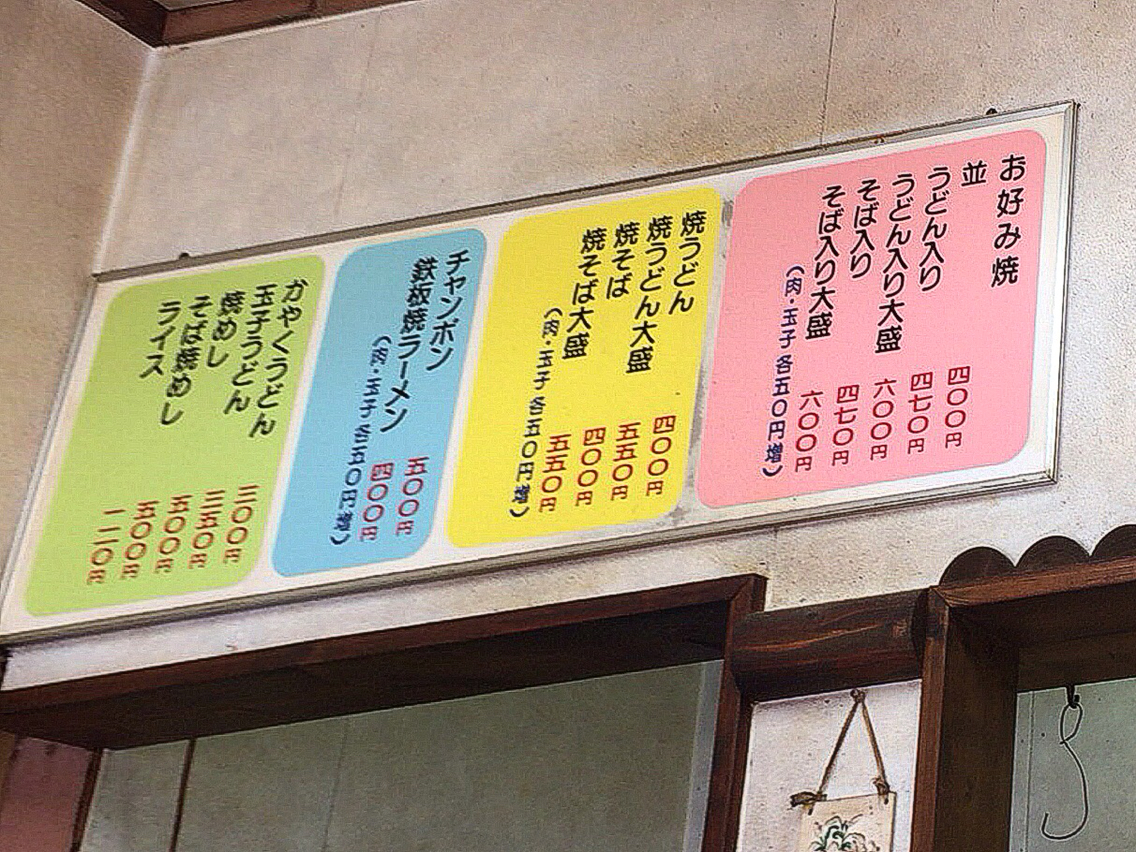 お好み焼
並 四〇〇円
うどん入り 四七〇円
うどん入り大盛 六〇〇円
そば入り 四七〇円
そば入り大盛 六〇〇円
(肉・玉子 各五〇円増)
焼うどん 四〇〇円
焼うどん大盛 五五〇円
焼そば 四〇〇円
焼そば大盛 五五〇円
(肉・玉子 各五〇円増)
チャンポン 五〇〇円
鉄板焼ラーメン 四〇〇円
(肉・玉子 各五〇円増)
かやくうどん 三〇〇円
玉子うどん 三五〇円
焼めし 五〇〇円
そば焼めし 五〇〇円
ライス 一二〇円